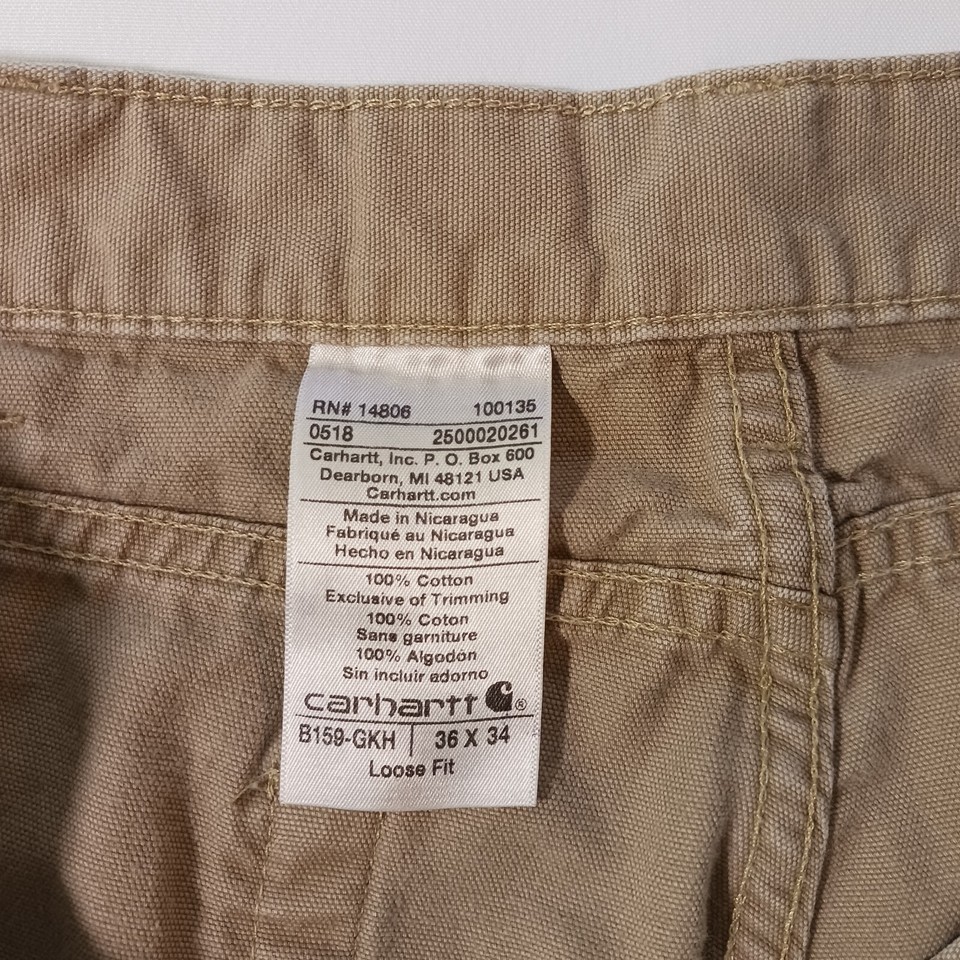 RN# 14806 100135
0518 2500020261
Carhartt, Inc. P. O. Box 600
Dearborn, MI 48121 USA
Carhartt.com
Made in Nicaragua
Fabriqué au Nicaragua
Hecho en Nicaragua
100% Cotton
Exclusive of Trimming
100% Coton
Sans garniture
100% Algodón
Sin incluir adorno
carhartt ®
B159-GKH | 36 X 34
Loose Fit